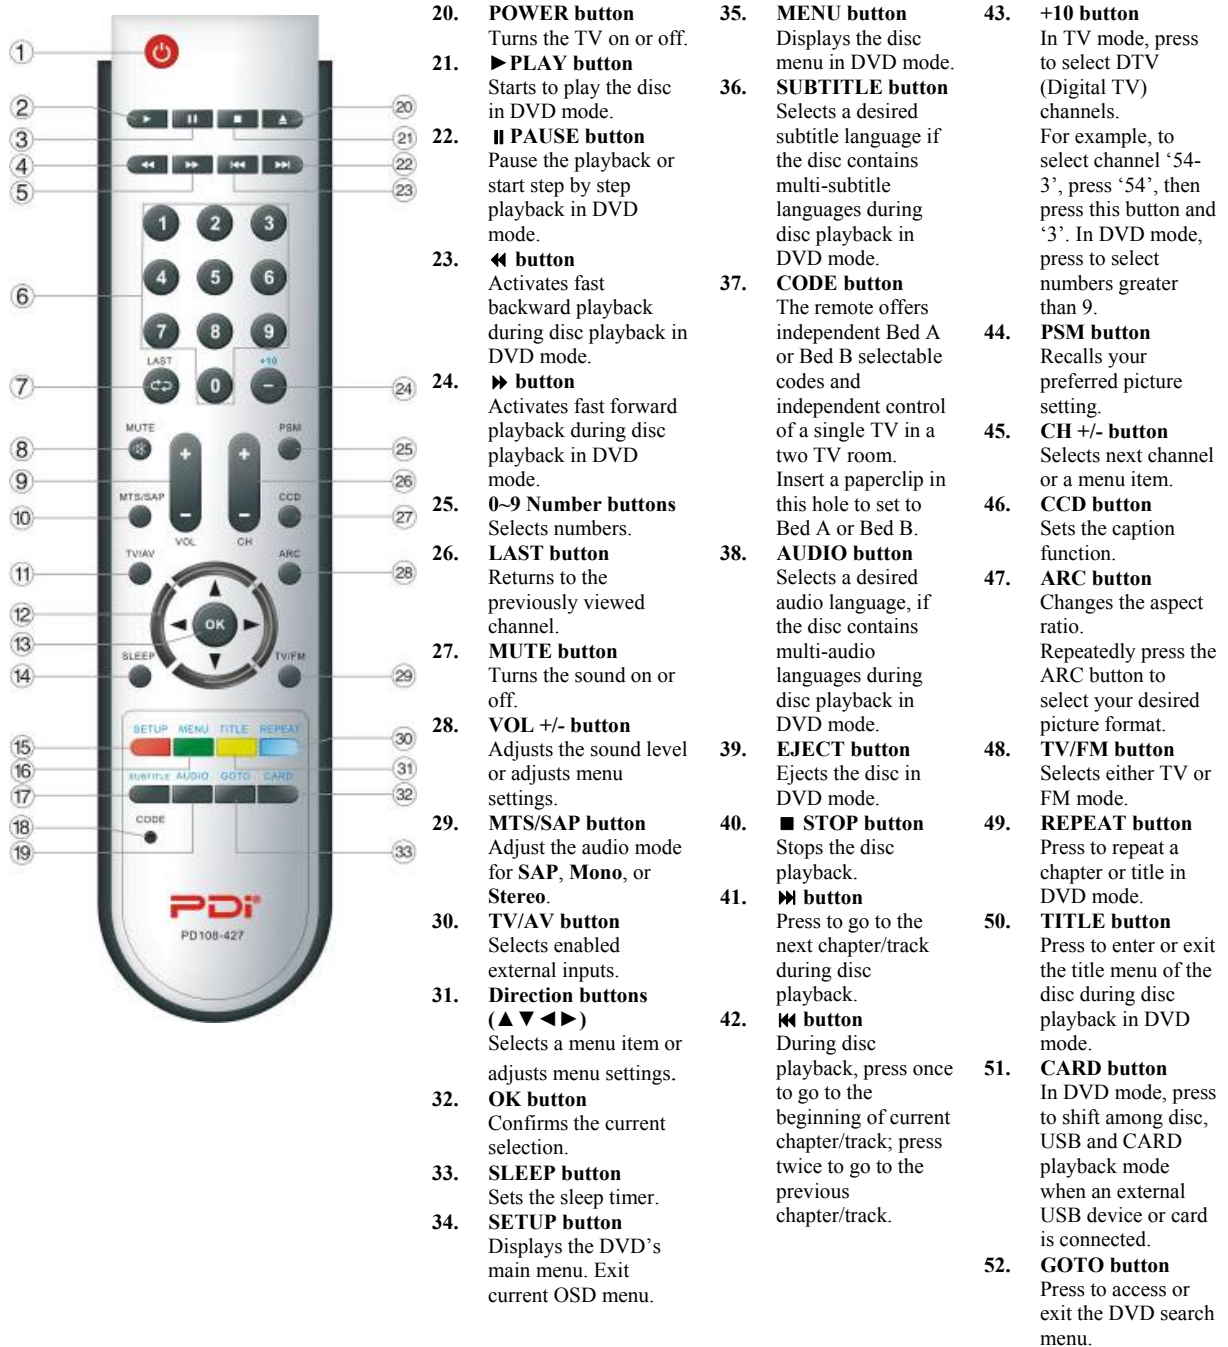 1
2
3
4
5
6
7
8
9
10
11
12
13
14
15
16
17
18
19
20
21
22
23
24
25
26
27
28
29
30
31
32
33
1 2 3
4 5 6
7 8 9
LAST +10
0 −
MUTE PSM
+ +
MTS/SAP CCD
− −
VOL CH
TV/AV ARC
OK
SLEEP TV/FM
SETUP MENU TITLE REPEAT
SUBTITLE AUDIO GOTO CARD
CODE
PDi®
PD108-427
20. POWER button
Turns the TV on or off.
21. ►PLAY button
Starts to play the disc
in DVD mode.
22. II PAUSE button
Pause the playback or
start step by step
playback in DVD
mode.
23. ◀◀ button
Activates fast
backward playback
during disc playback in
DVD mode.
24. ▶▶ button
Activates fast forward
playback during disc
playback in DVD
mode.
25. 0~9 Number buttons
Selects numbers.
26. LAST button
Returns to the
previously viewed
channel.
27. MUTE button
Turns the sound on or
off.
28. VOL +/- button
Adjusts the sound level
or adjusts menu
settings.
29. MTS/SAP button
Adjust the audio mode
for SAP, Mono, or
Stereo.
30. TV/AV button
Selects enabled
external inputs.
31. Direction buttons
(▲▼◄►)
Selects a menu item or
adjusts menu settings.
32. OK button
Confirms the current
selection.
33. SLEEP button
Sets the sleep timer.
34. SETUP button
Displays the DVD’s
main menu. Exit
current OSD menu.
35. MENU button
Displays the disc
menu in DVD mode.
36. SUBTITLE button
Selects a desired
subtitle language if
the disc contains
multi-subtitle
languages during
disc playback in
DVD mode.
37. CODE button
The remote offers
independent Bed A
or Bed B selectable
codes and
independent control
of a single TV in a
two TV room.
Insert a paperclip in
this hole to set to
Bed A or Bed B.
38. AUDIO button
Selects a desired
audio language, if
the disc contains
multi-audio
languages during
disc playback in
DVD mode.
39. EJECT button
Ejects the disc in
DVD mode.
40. ■ STOP button
Stops the disc
playback.
41. ▶▶| button
Press to go to the
next chapter/track
during disc
playback.
42. |◀◀ button
During disc
playback, press once
to go to the
beginning of current
chapter/track; press
twice to go to the
previous
chapter/track.
43. +10 button
In TV mode, press
to select DTV
(Digital TV)
channels.
For example, to
select channel ‘54-
3’, press ‘54’, then
press this button and
‘3’. In DVD mode,
press to select
numbers greater
than 9.
44. PSM button
Recalls your
preferred picture
setting.
45. CH +/- button
Selects next channel
or a menu item.
46. CCD button
Sets the caption
function.
47. ARC button
Changes the aspect
ratio.
Repeatedly press the
ARC button to
select your desired
picture format.
48. TV/FM button
Selects either TV or
FM mode.
49. REPEAT button
Press to repeat a
chapter or title in
DVD mode.
50. TITLE button
Press to enter or exit
the title menu of the
disc during disc
playback in DVD
mode.
51. CARD button
In DVD mode, press
to shift among disc,
USB and CARD
playback mode
when an external
USB device or card
is connected.
52. GOTO button
Press to access or
exit the DVD search
menu.